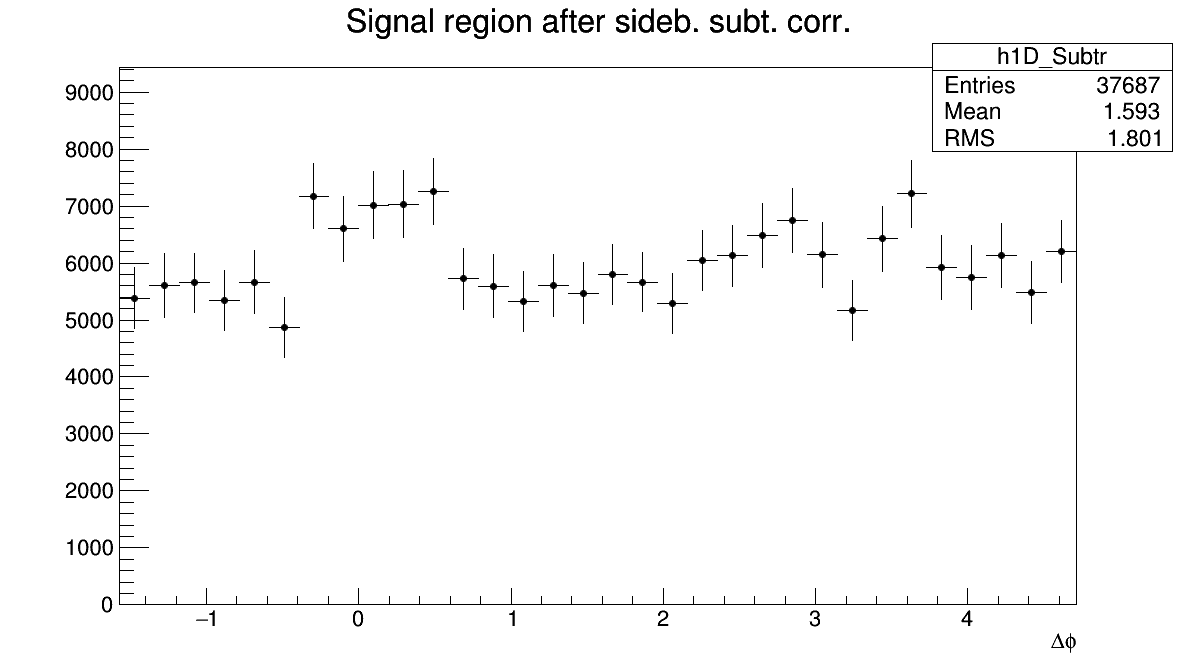 Signal region after sideb. subt. corr.
h1D_Subtr
Entries 37687
Mean 1.593
RMS 1.801
9000
8000
7000
6000
5000
4000
3000
2000
1000
0
−1 0 1 2 3 4
Δϕ